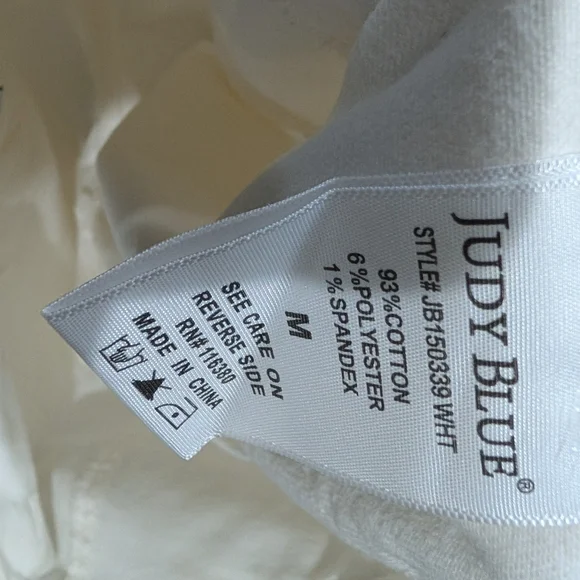 JUDY BLUE®
STYLE# JB150339 WHT
93%COTTON
6%POLYESTER
1%SPANDEX
M
SEE CARE ON
REVERSE SIDE
RN# 116380
MADE IN CHINA